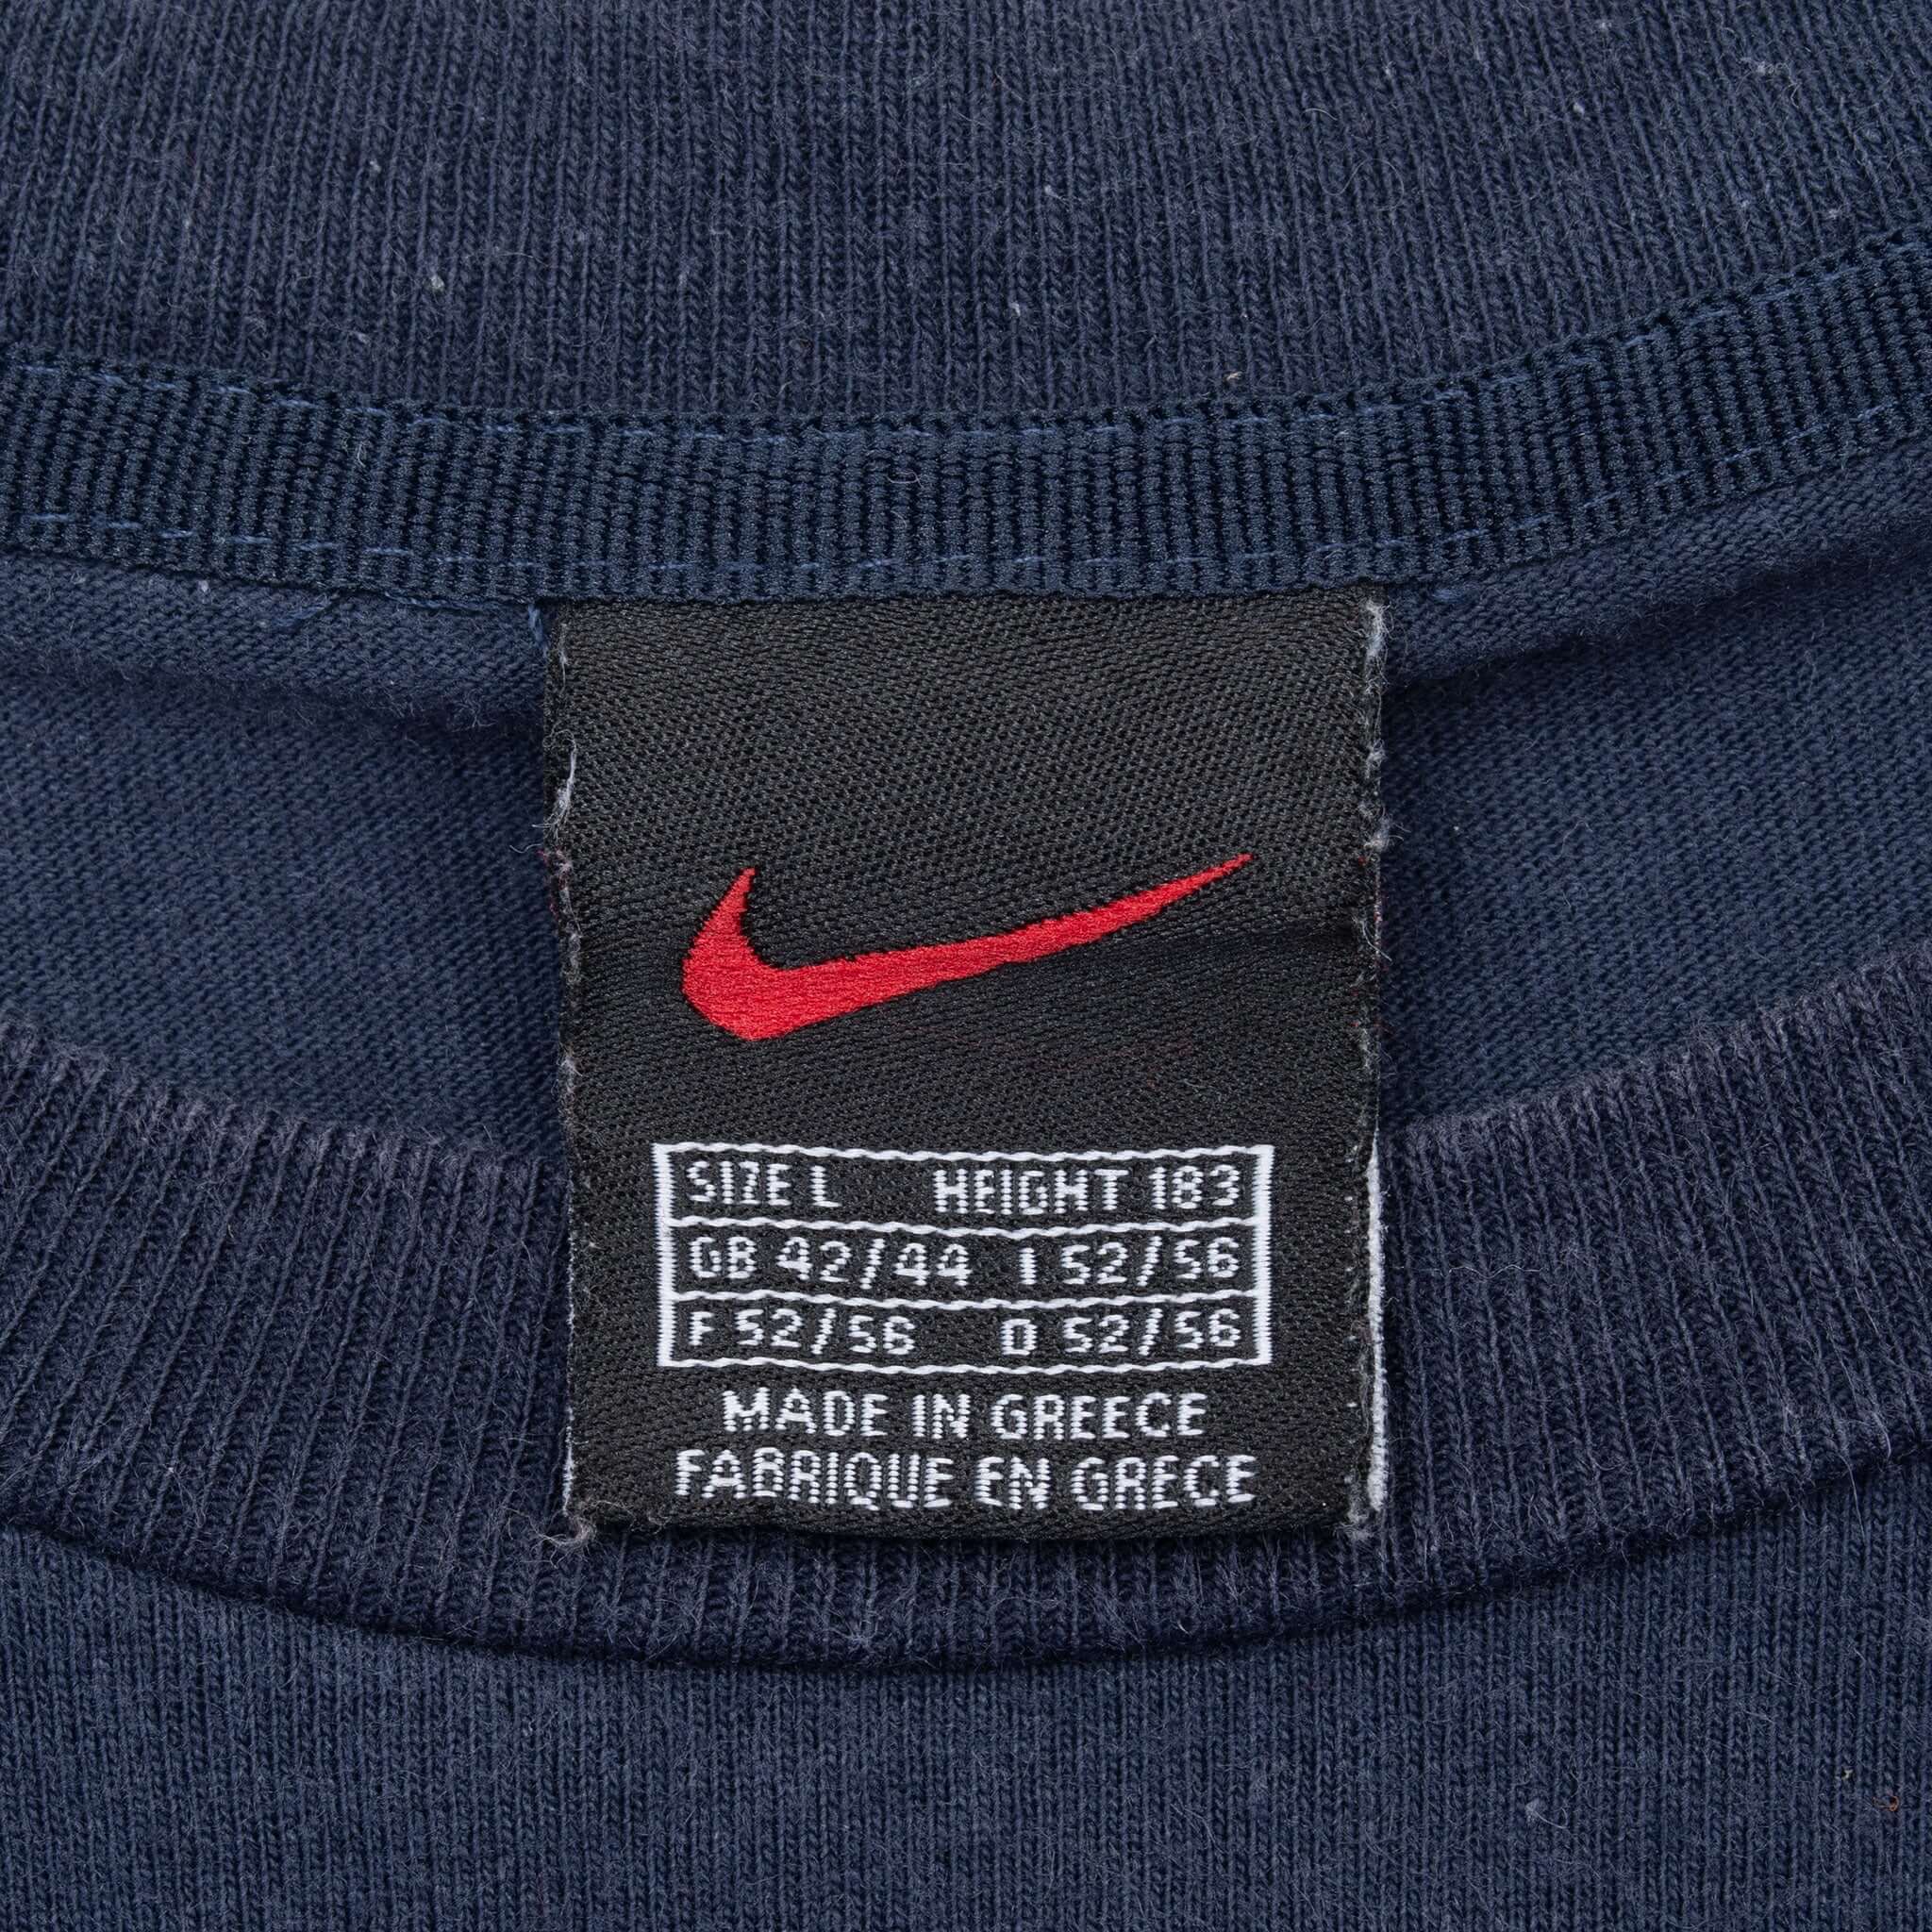 SIZE L HEIGHT 183
GB 42/44 I 52/56
F 52/56 D 52/56
MADE IN GREECE
FABRIQUE EN GRECE